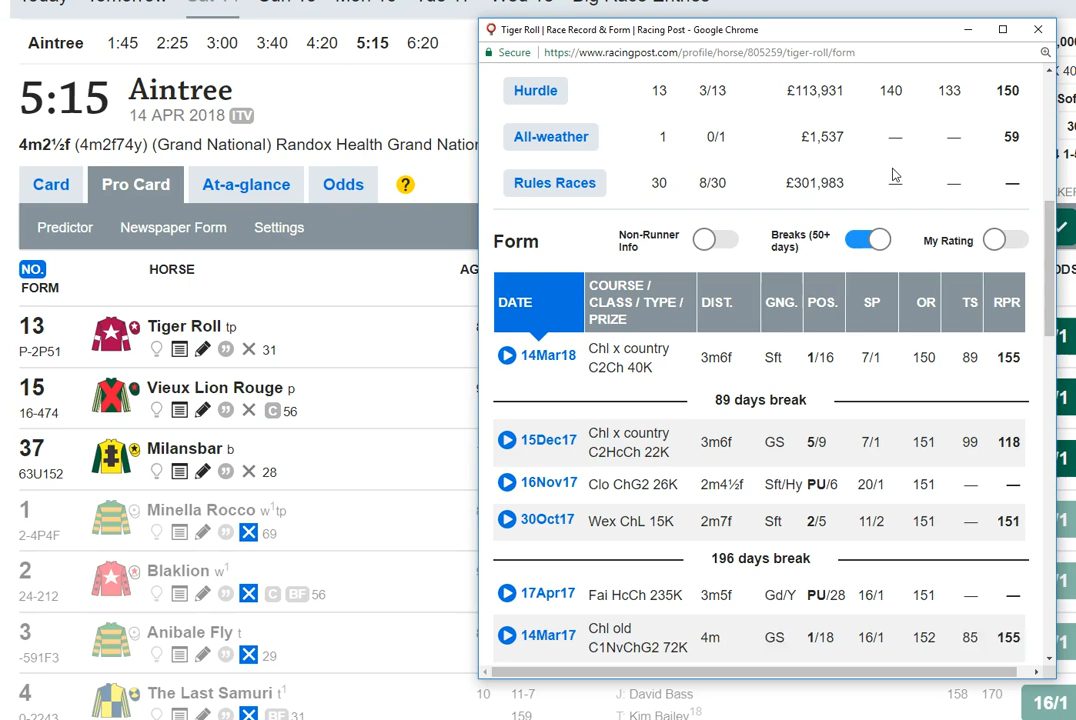 Today Tomorrow Sat 14 Sun 15 Mon 16 Tue 17 Wed 18 Big Race Entries
Aintree 1:45 2:25 3:00 3:40 4:20 5:15 6:20
5:15 Aintree
14 APR 2018 ITV
4m2½f (4m2f74y) (Grand National) Randox Health Grand Natio
Card Pro Card At-a-glance Odds ?
Predictor Newspaper Form Settings
NO. HORSE AG
FORM
13 Tiger Roll tp
P-2P51 31
15 Vieux Lion Rouge p
16-474 C 56
37 Milansbar b
63U152 28
1 Minella Rocco w1tp
2-4P4F 69
2 Blaklion w1
24-212 C BF 56
3 Anibale Fly t
-591F3 29
4 The Last Samuri t1 10 11-7 J: David Bass 158 170 16/1
0-2243 BF 31 159 T: Kim Bailey18
Tiger Roll | Race Record & Form | Racing Post - Google Chrome
Secure https://www.racingpost.com/profile/horse/805259/tiger-roll/form
Hurdle 13 3/13 £113,931 140 133 150
All-weather 1 0/1 £1,537 — — 59
Rules Races 30 8/30 £301,983 — — —
Form Non-Runner Info Breaks (50+ days) My Rating
DATE COURSE / CLASS / TYPE / PRIZE DIST. GNG. POS. SP OR TS RPR
14Mar18 Chl x country C2Ch 40K 3m6f Sft 1/16 7/1 150 89 155
89 days break
15Dec17 Chl x country C2HcCh 22K 3m6f GS 5/9 7/1 151 99 118
16Nov17 Clo ChG2 26K 2m4½f Sft/Hy PU/6 20/1 151 — —
30Oct17 Wex ChL 15K 2m7f Sft 2/5 11/2 151 — 151
196 days break
17Apr17 Fai HcCh 235K 3m5f Gd/Y PU/28 16/1 151 — —
14Mar17 Chl old C1NvChG2 72K 4m GS 1/18 16/1 152 85 155